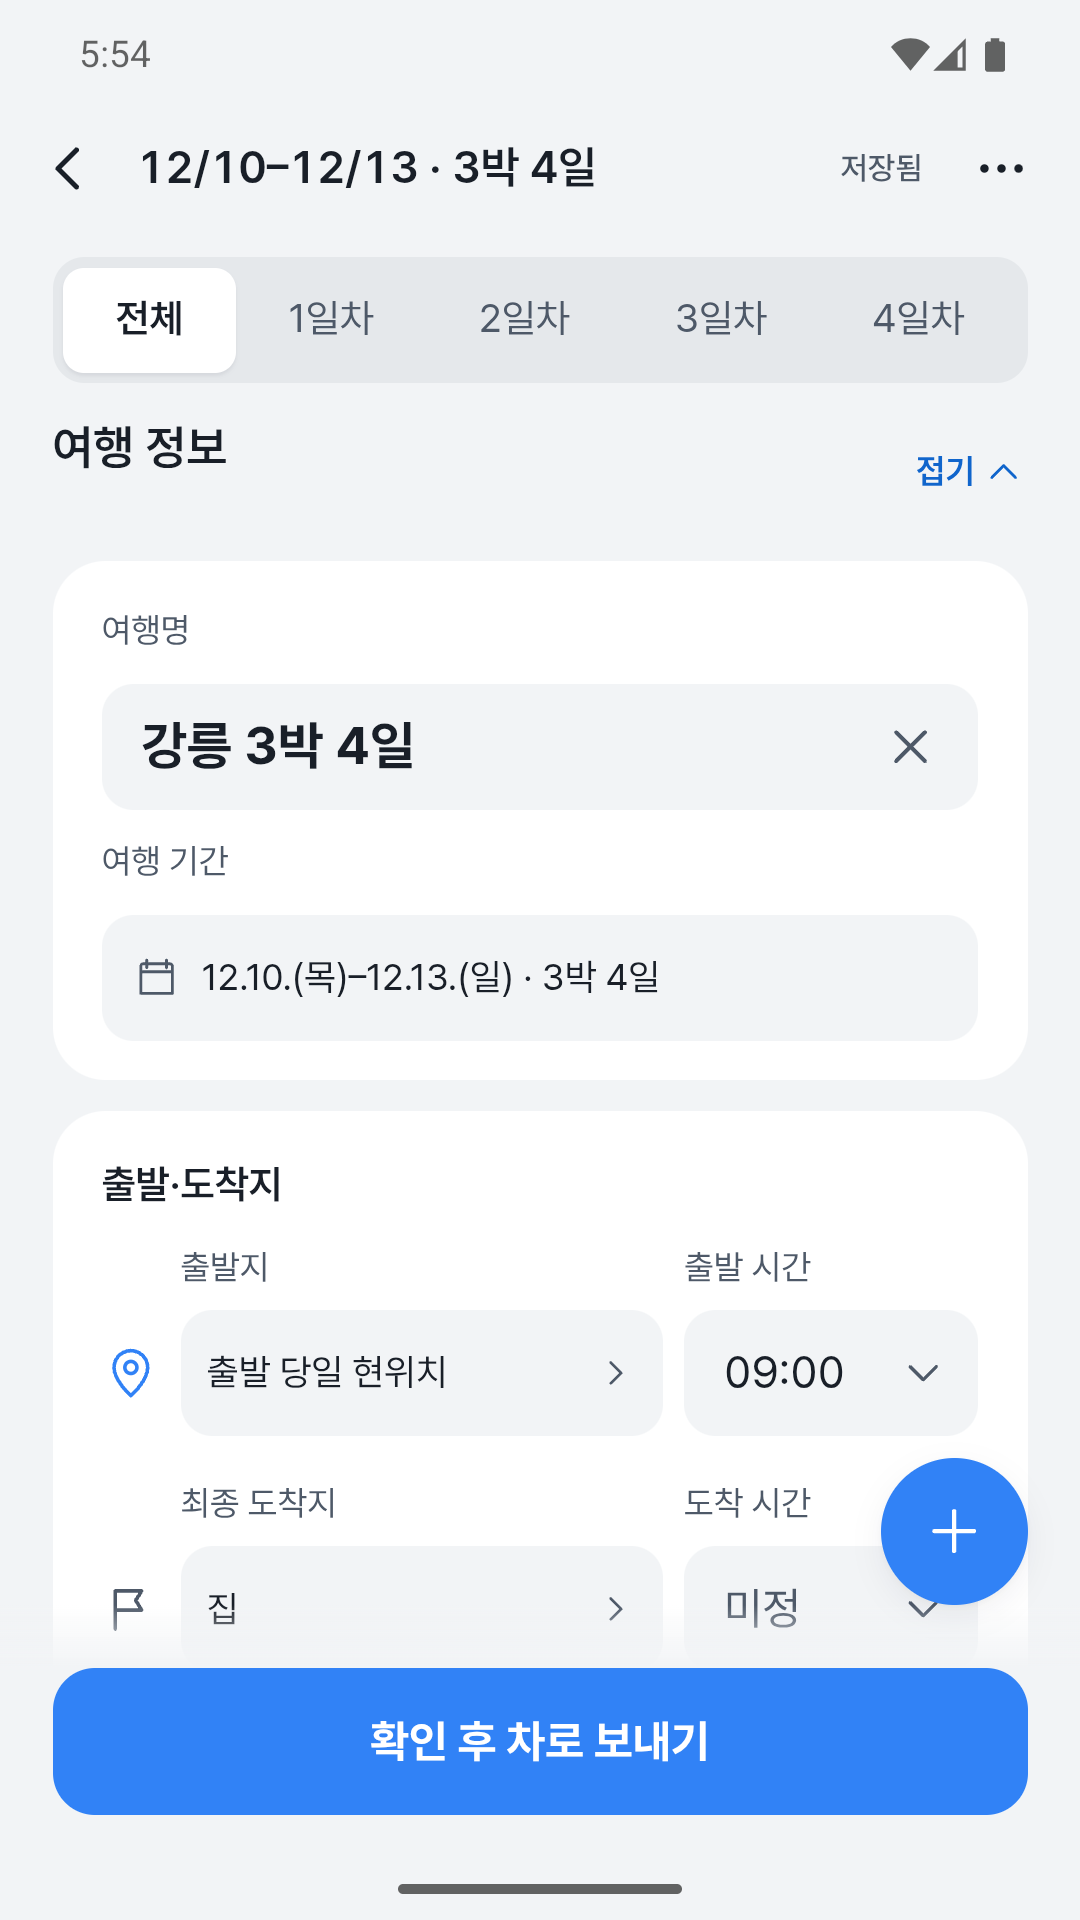 5:54
12/10–12/13 · 3박 4일
저장됨
전체 1일차 2일차 3일차 4일차
여행 정보
접기
여행명
강릉 3박 4일
여행 기간
12.10.(목)–12.13.(일) · 3박 4일
출발·도착지
출발지 출발 시간
출발 당일 현위치 09:00
최종 도착지 도착 시간
집 미정
확인 후 차로 보내기